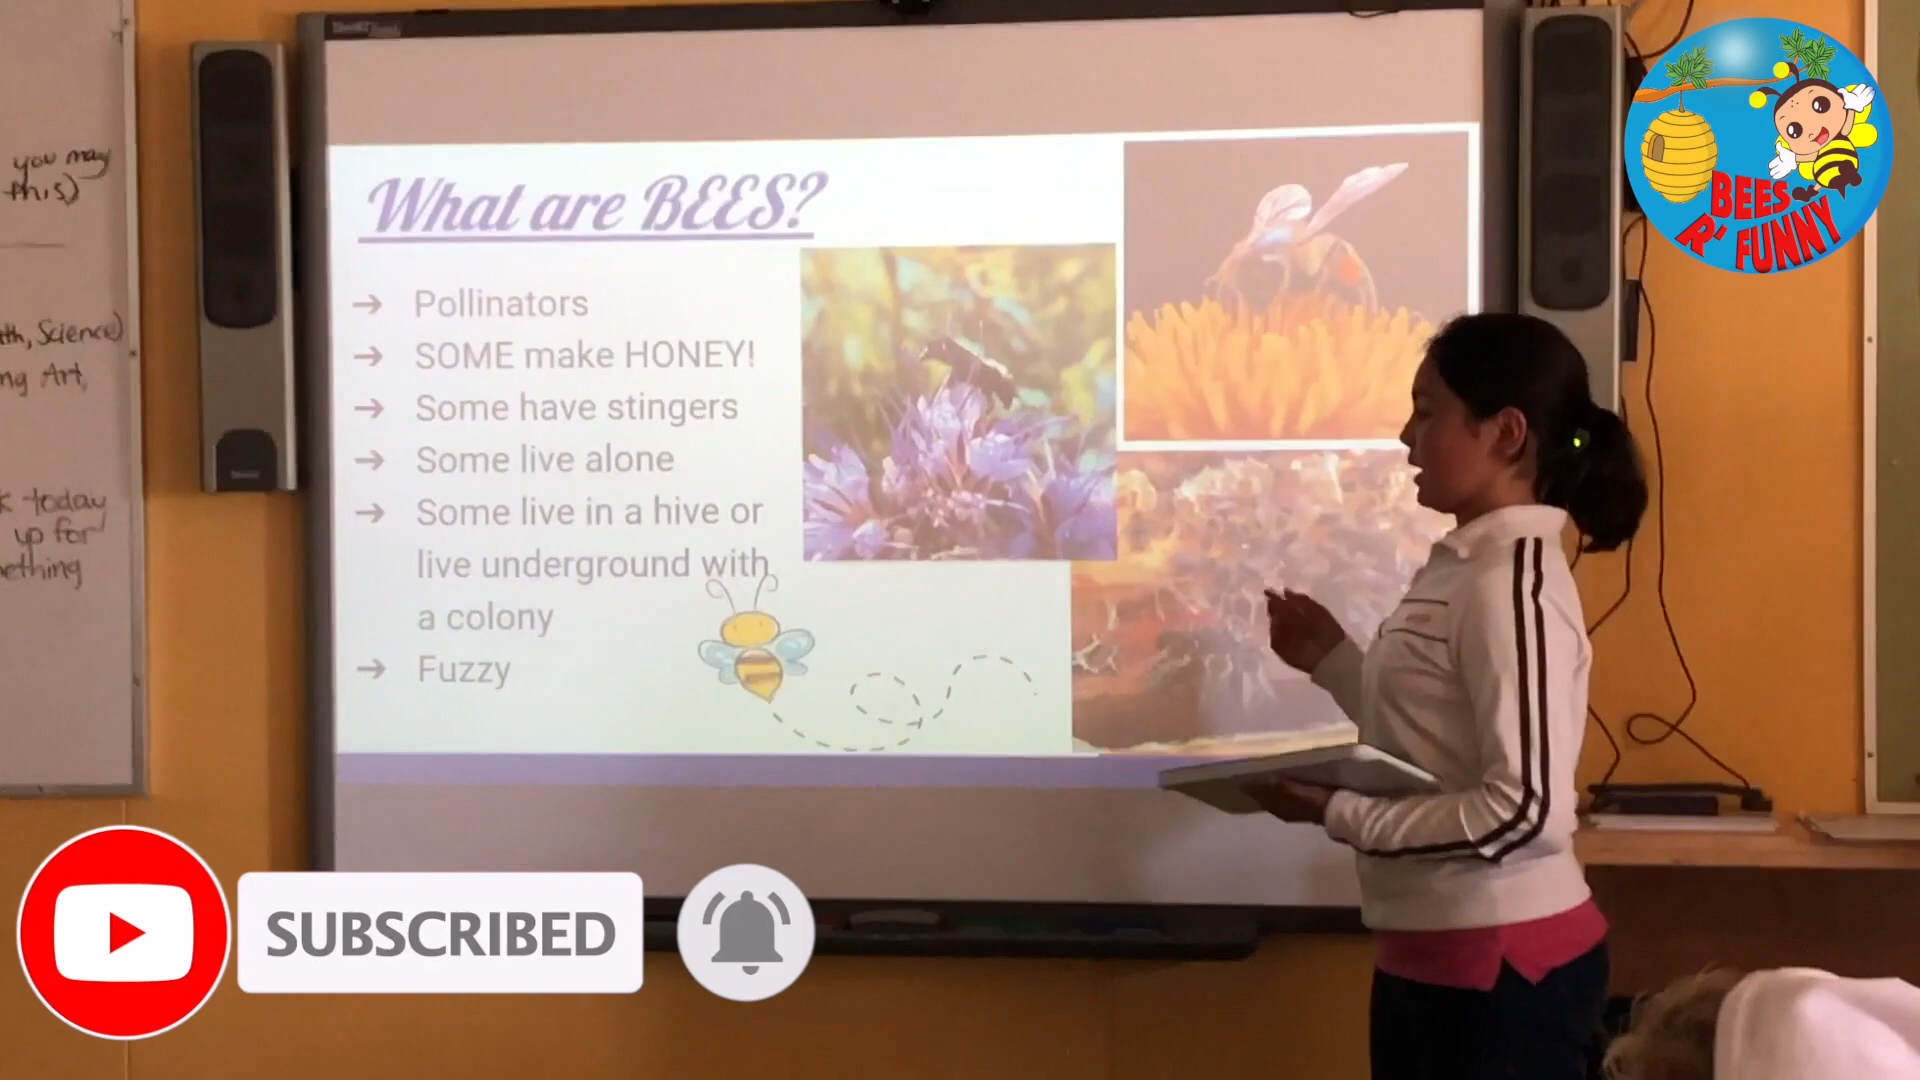 you may
this)
Science)
ng Art,
today
up for
What are BEES?
➔ Pollinators
➔ SOME make HONEY!
➔ Some have stingers
➔ Some live alone
➔ Some live in a hive or
live underground with
a colony
➔ Fuzzy
BEES
R' FUNNY
SUBSCRIBED